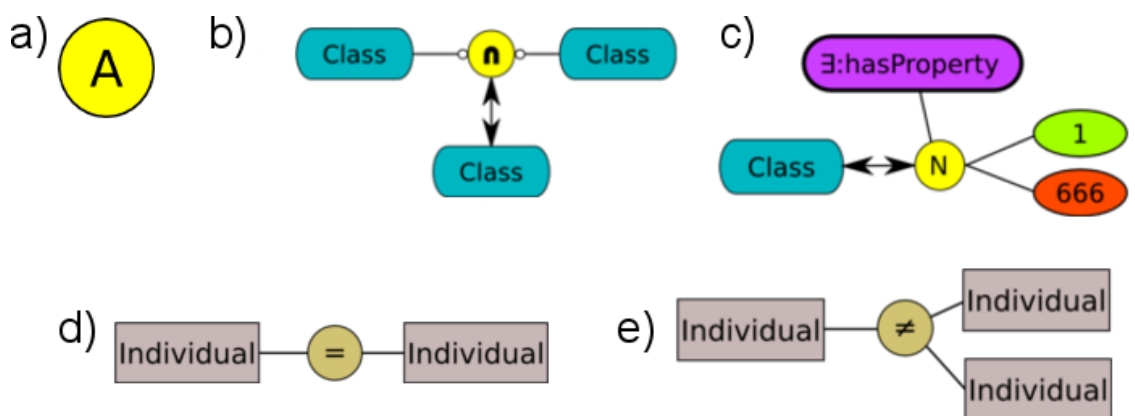 a)
A
b)
Class
∩
Class
Class
c)
∃:hasProperty
Class
N
1
666
d)
Individual
=
Individual
e)
Individual
≠
Individual
Individual